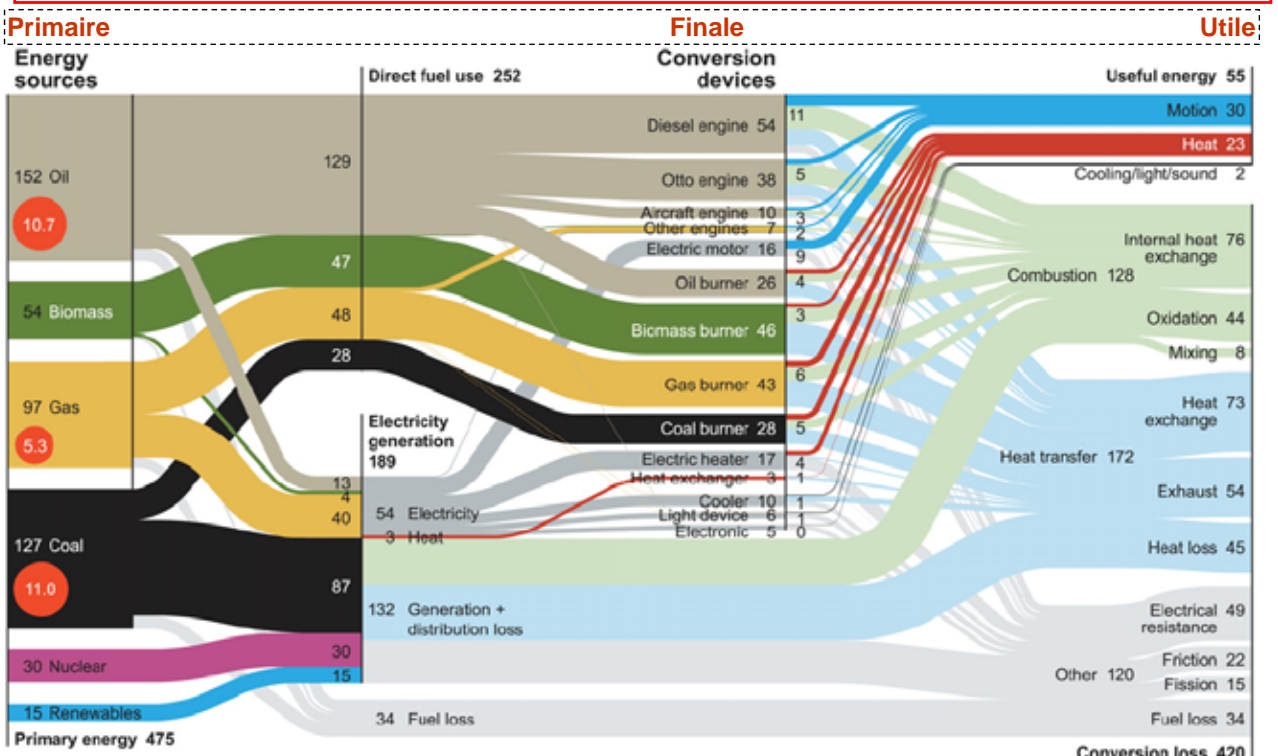 Primaire Finale Utile
Energy
sources
Direct fuel use 252
Conversion
devices
Useful energy 55
152 Oil
10.7
54 Biomass
97 Gas
5.3
127 Coal
11.0
30 Nuclear
15 Renewables
Primary energy 475
129
47
48
28
Electricity
generation
189
13
4
40
87
30
15
54 Electricity
3 Heat
132 Generation +
distribution loss
34 Fuel loss
Diesel engine 54
Otto engine 38
Aircraft engine 10
Other engines 7
Electric motor 16
Oil burner 26
Biomass burner 46
Gas burner 43
Coal burner 28
Electric heater 17
Heat exchanger 3
Cooler 10
Light device 6
Electronic 5
11
5
3
2
9
4
3
6
5
4
1
1
1
0
Motion 30
Heat 23
Cooling/light/sound 2
Combustion 128
Internal heat 76
exchange
Oxidation 44
Mixing 8
Heat transfer 172
Heat 73
exchange
Exhaust 54
Heat loss 45
Other 120
Electrical 49
resistance
Friction 22
Fission 15
Fuel loss 34
Conversion loss 420